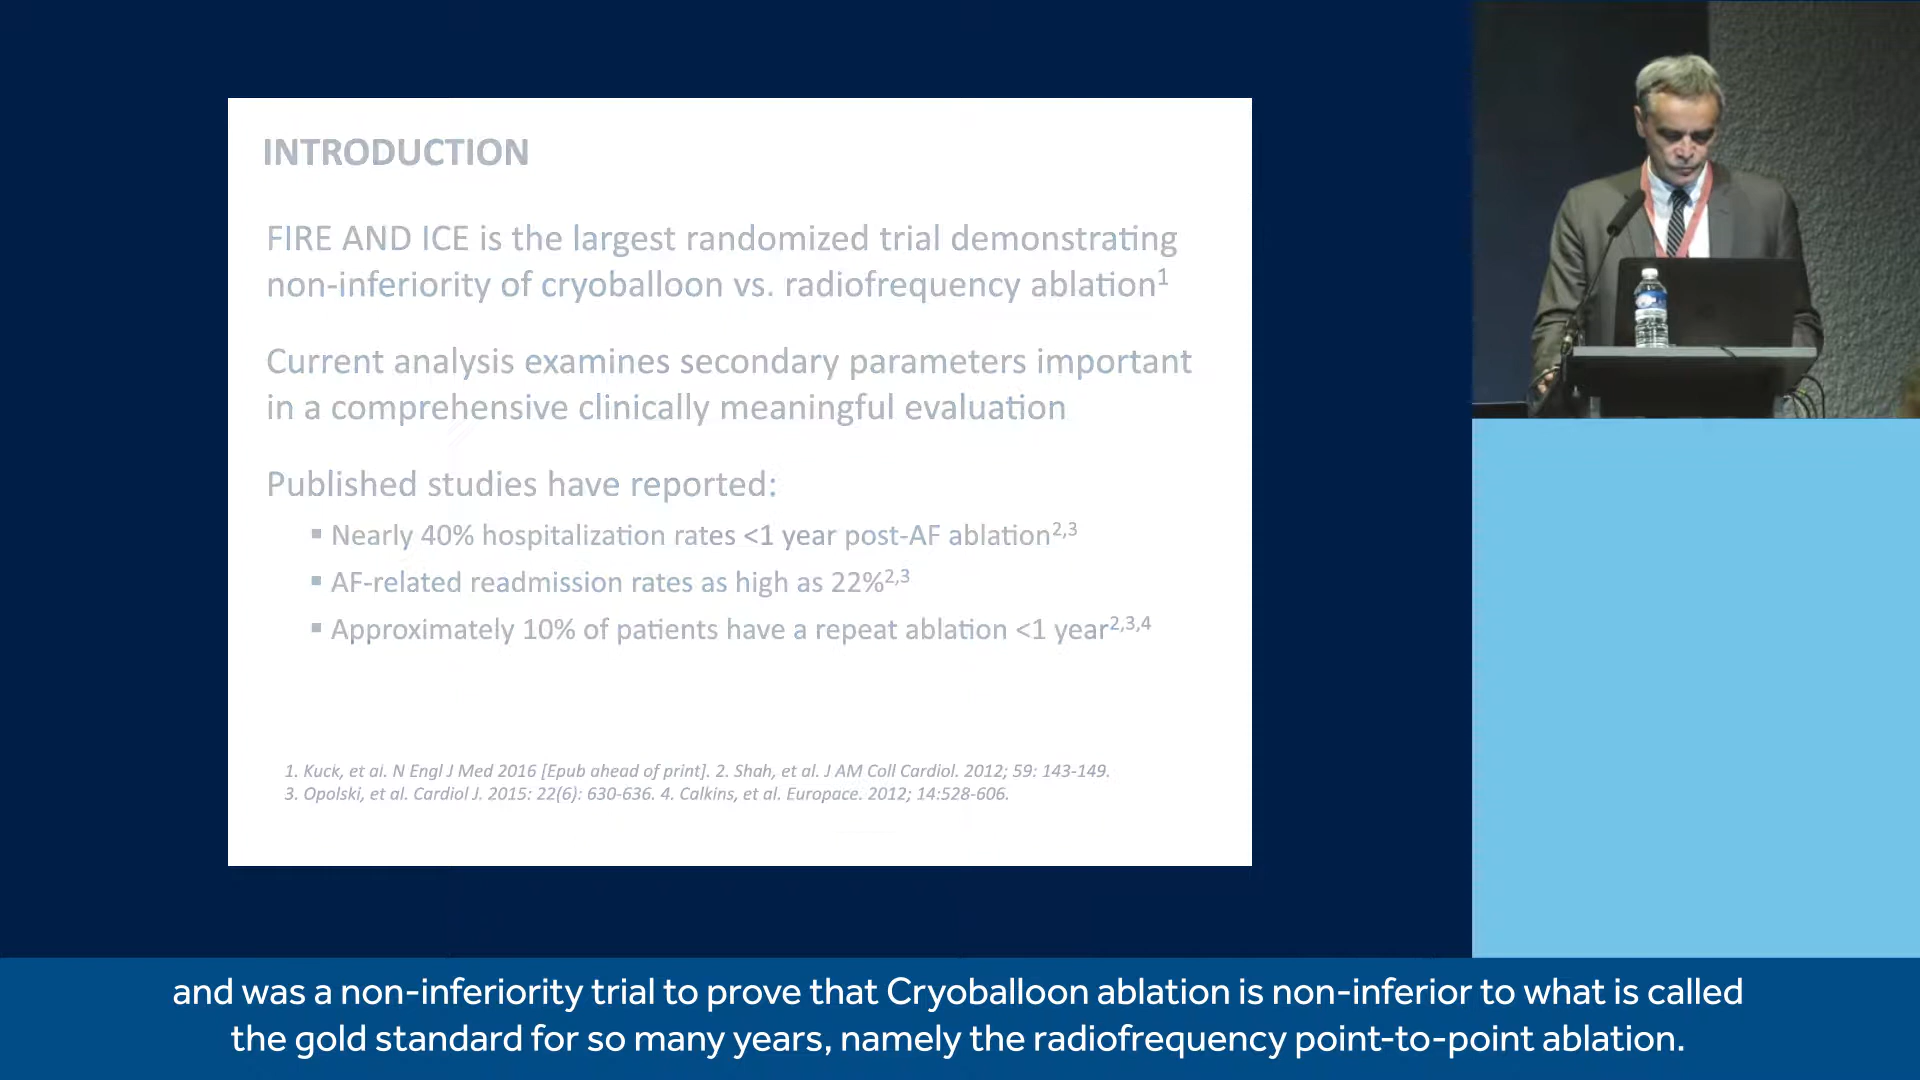 INTRODUCTION
FIRE AND ICE is the largest randomized trial demonstrating
non-inferiority of cryoballoon vs. radiofrequency ablation¹
Current analysis examines secondary parameters important
in a comprehensive clinically meaningful evaluation
Published studies have reported:
▪ Nearly 40% hospitalization rates <1 year post-AF ablation²,³
▪ AF-related readmission rates as high as 22%²,³
▪ Approximately 10% of patients have a repeat ablation <1 year²,³,⁴
1. Kuck, et al. N Engl J Med 2016 [Epub ahead of print]. 2. Shah, et al. J AM Coll Cardiol. 2012; 59: 143-149.
3. Opolski, et al. Cardiol J. 2015: 22(6): 630-636. 4. Calkins, et al. Europace. 2012; 14:528-606.
and was a non-inferiority trial to prove that Cryoballoon ablation is non-inferior to what is called
the gold standard for so many years, namely the radiofrequency point-to-point ablation.